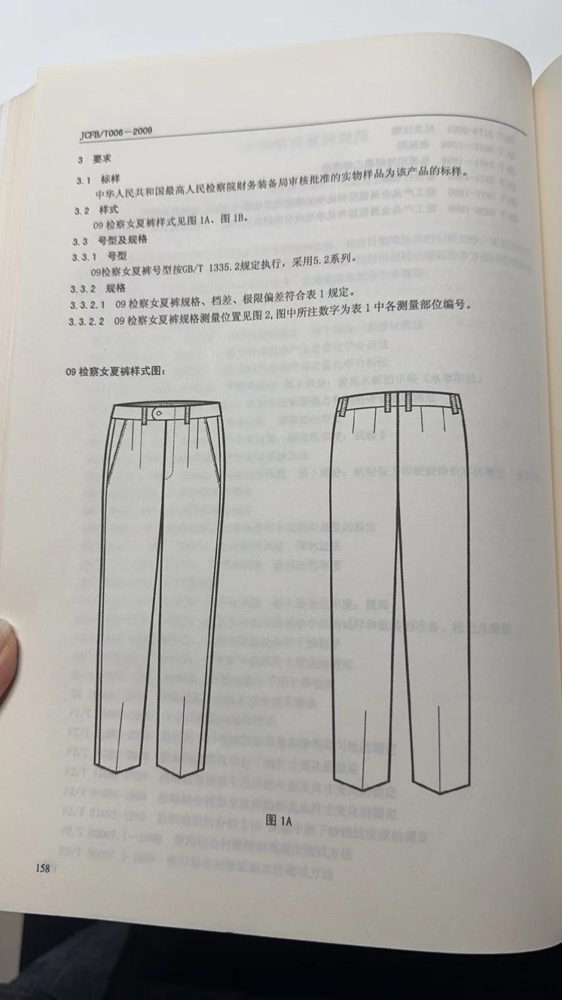 JCFB/T006—2009
3 要求
3.1 标样
中华人民共和国最高人民检察院财务装备局审核批准的实物样品为该产品的标样。
3.2 样式
09 检察女夏裤样式见图 1A、图 1B。
3.3 号型及规格
3.3.1 号型
09检察女夏裤号型按GB/T 1335.2规定执行，采用5.2系列。
3.3.2 规格
3.3.2.1 09 检察女夏裤规格、档差、极限偏差符合表 1 规定。
3.3.2.2 09 检察女夏裤规格测量位置见图 2,图中所注数字为表 1 中各测量部位编号。
09 检察女夏裤样式图：
图 1A
158